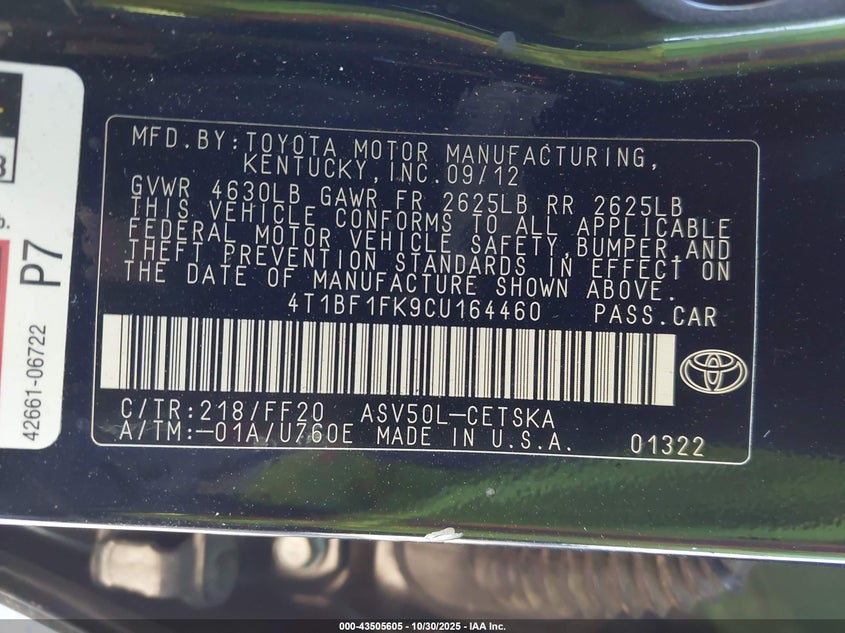 MFD.BY:TOYOTA MOTOR MANUFACTURING,
KENTUCKY,INC. 09/12
GVWR 4630LB GAWR FR 2625LB RR 2625LB
THIS VEHICLE CONFORMS TO ALL APPLICABLE
FEDERAL MOTOR VEHICLE SAFETY,BUMPER,AND
THEFT PREVENTION STANDARDS IN EFFECT ON
THE DATE OF MANUFACTURE SHOWN ABOVE.
4T1BF1FK9CU164460 PASS.CAR
C/TR:218/FF20 ASV50L-CETSKA
A/TM:-01A/U760E MADE IN U.S.A. 01322
P7
42661-06722
000-43505605 - 10/30/2025 - IAA Inc.